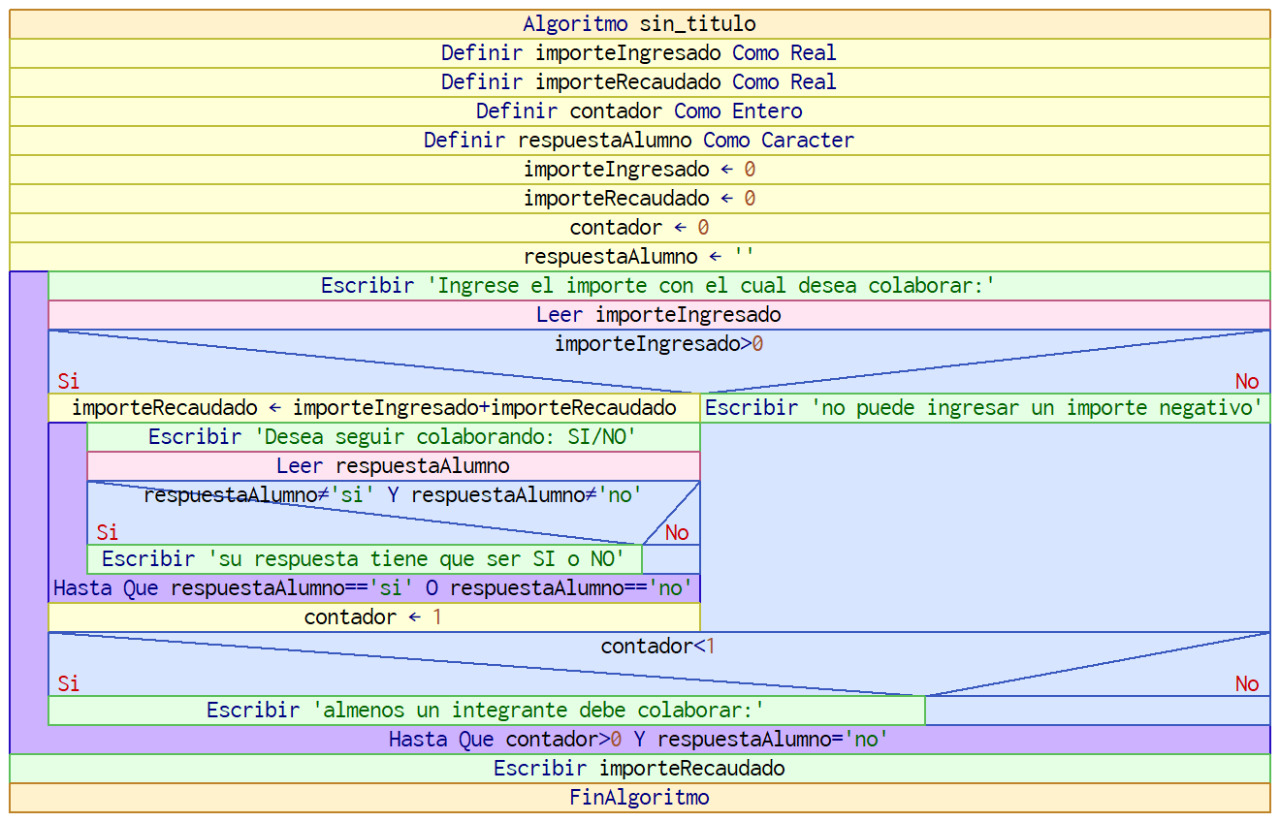 Algoritmo sin_titulo
Definir importeIngresado Como Real
Definir importeRecaudado Como Real
Definir contador Como Entero
Definir respuestaAlumno Como Caracter
importeIngresado ← 0
importeRecaudado ← 0
contador ← 0
respuestaAlumno ← ''
Escribir 'Ingrese el importe con el cual desea colaborar:'
Leer importeIngresado
importeIngresado>0
Si No
importeRecaudado ← importeIngresado+importeRecaudado Escribir 'no puede ingresar un importe negativo'
Escribir 'Desea seguir colaborando: SI/NO'
Leer respuestaAlumno
respuestaAlumno≠'si' Y respuestaAlumno≠'no'
Si No
Escribir 'su respuesta tiene que ser SI o NO'
Hasta Que respuestaAlumno=='si' O respuestaAlumno=='no'
contador ← 1
contador<1
Si No
Escribir 'almenos un integrante debe colaborar:'
Hasta Que contador>0 Y respuestaAlumno='no'
Escribir importeRecaudado
FinAlgoritmo